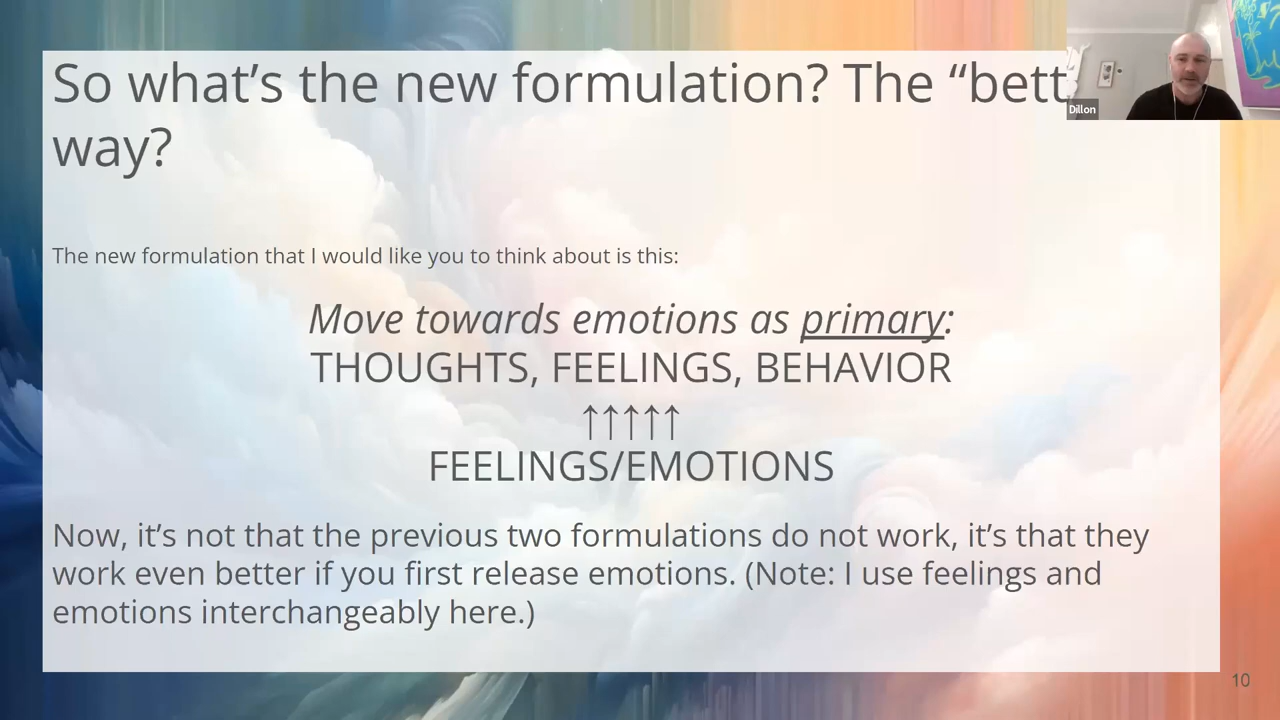 So what’s the new formulation? The “bett
way?
Dillon
The new formulation that I would like you to think about is this:
Move towards emotions as primary:
THOUGHTS, FEELINGS, BEHAVIOR
↑↑↑↑↑
FEELINGS/EMOTIONS
Now, it’s not that the previous two formulations do not work, it’s that they
work even better if you first release emotions. (Note: I use feelings and
emotions interchangeably here.)
10